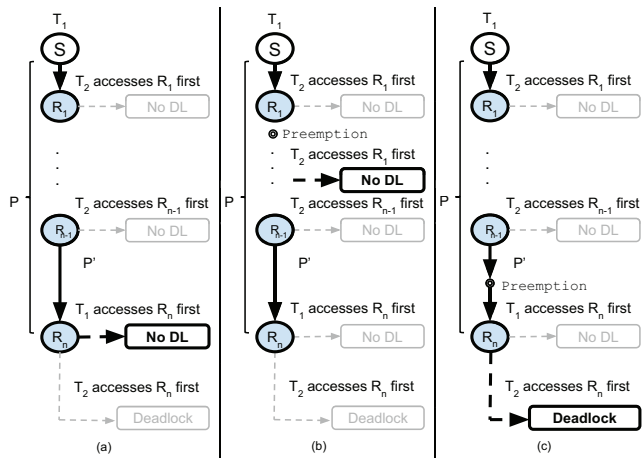 T1
S
T2 accesses R1 first
R1
No DL
P
T2 accesses Rn-1 first
Rn-1
No DL
P'
T1 accesses Rn first
Rn
No DL
T2 accesses Rn first
Deadlock
(a)
T1
S
T2 accesses R1 first
R1
No DL
Preemption
T2 accesses R1 first
No DL
P
T2 accesses Rn-1 first
Rn-1
No DL
P'
T1 accesses Rn first
Rn
No DL
T2 accesses Rn first
Deadlock
(b)
T1
S
T2 accesses R1 first
R1
No DL
P
T2 accesses Rn-1 first
Rn-1
No DL
P'
Preemption
T1 accesses Rn first
Rn
No DL
T2 accesses Rn first
Deadlock
(c)